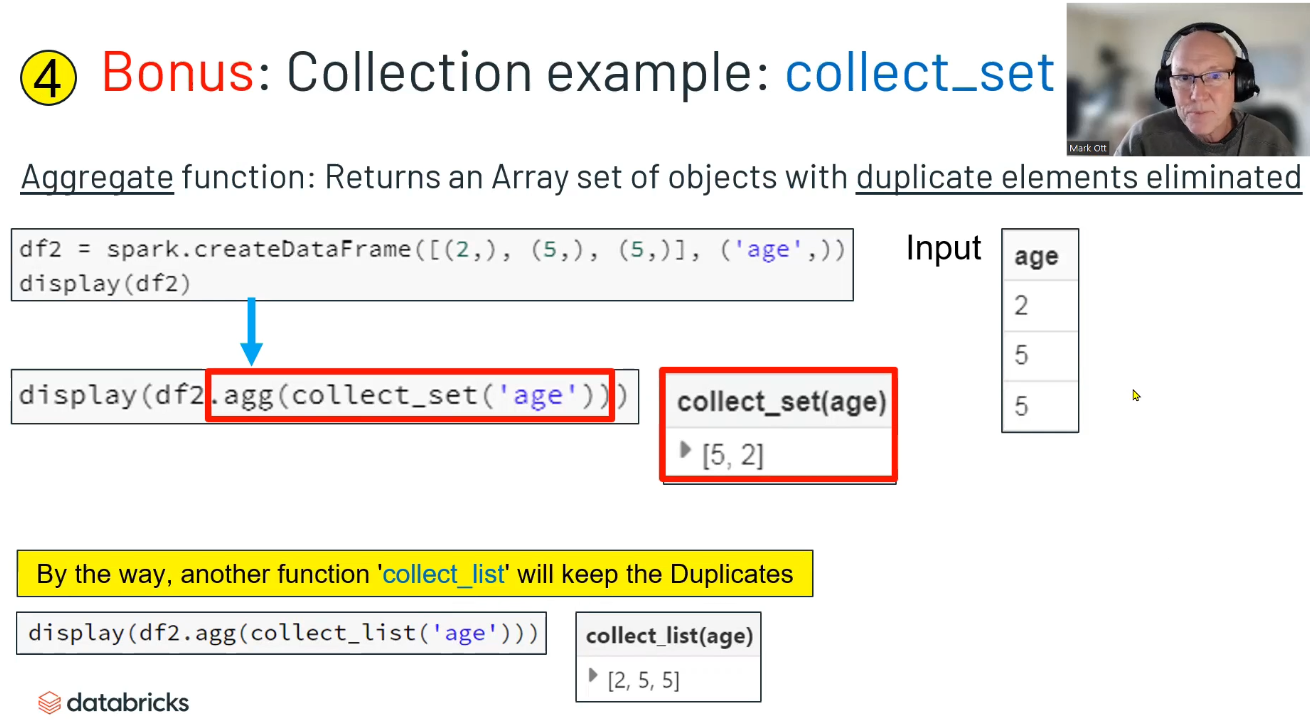 4 Bonus: Collection example: collect_set
Mark Ott
Aggregate function: Returns an Array set of objects with duplicate elements eliminated
df2 = spark.createDataFrame([(2,), (5,), (5,)], ('age',))
display(df2)
Input
age
2
5
5
display(df2.agg(collect_set('age')))
collect_set(age)
[5, 2]
By the way, another function 'collect_list' will keep the Duplicates
display(df2.agg(collect_list('age')))
collect_list(age)
[2, 5, 5]
databricks